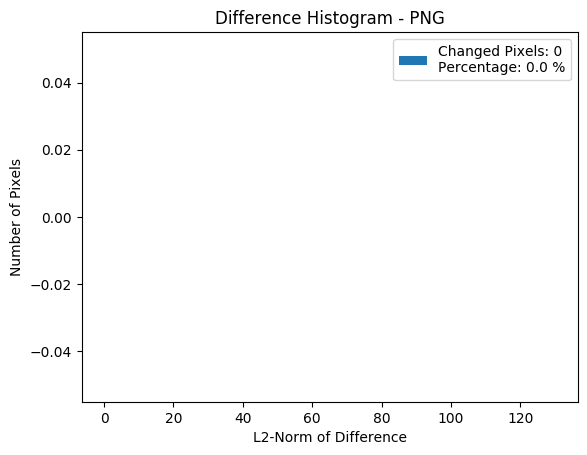 Difference Histogram - PNG
Changed Pixels: 0
Percentage: 0.0 %
Number of Pixels
0.04
0.02
0.00
−0.02
−0.04
0 20 40 60 80 100 120
L2-Norm of Difference